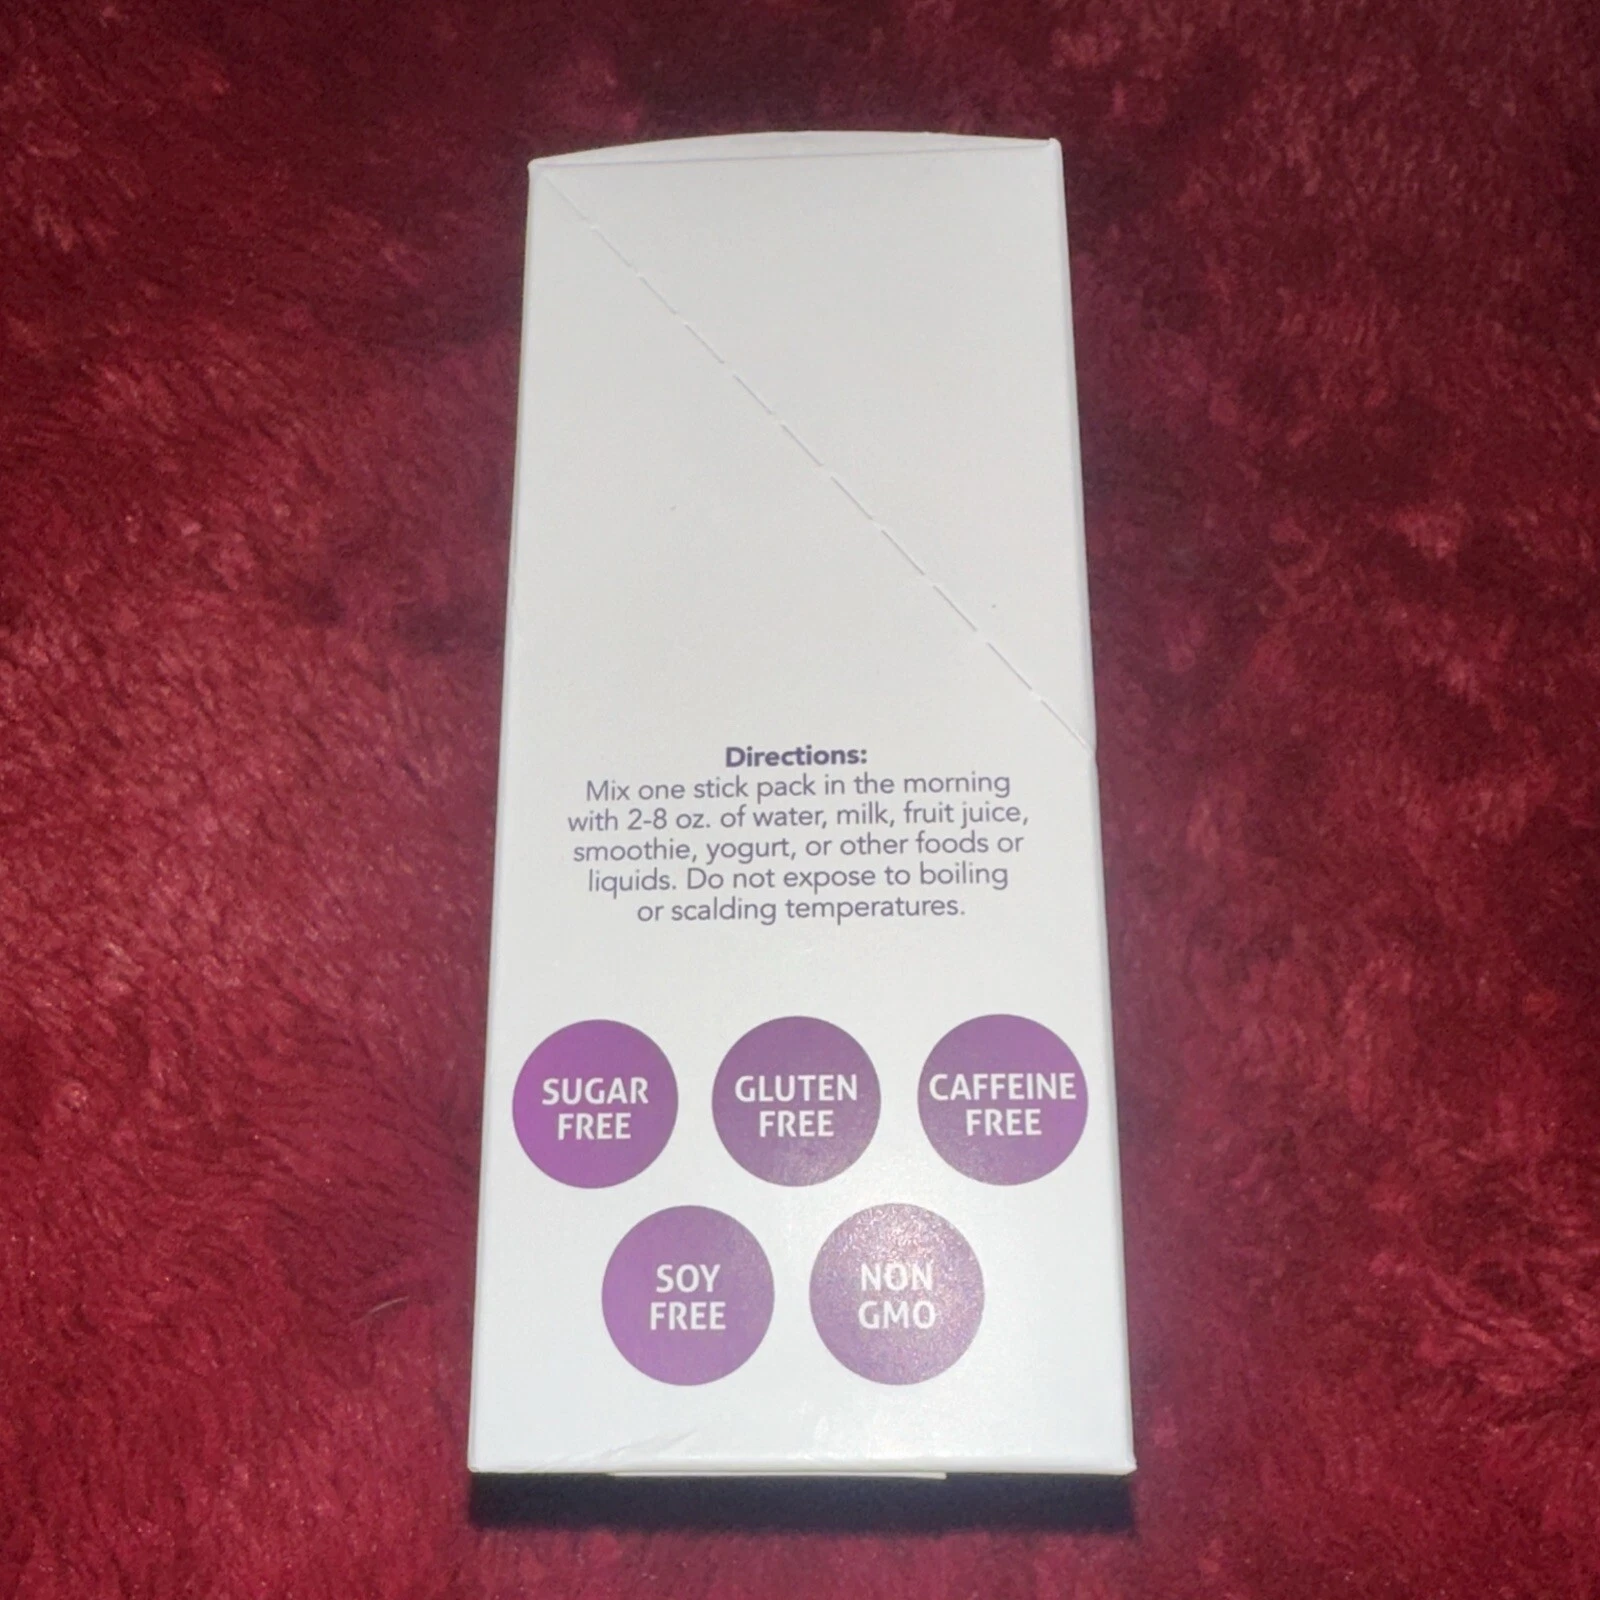 Directions:
Mix one stick pack in the morning
with 2-8 oz. of water, milk, fruit juice,
smoothie, yogurt, or other foods or
liquids. Do not expose to boiling
or scalding temperatures.
SUGAR
FREE
GLUTEN
FREE
CAFFEINE
FREE
SOY
FREE
NON
GMO